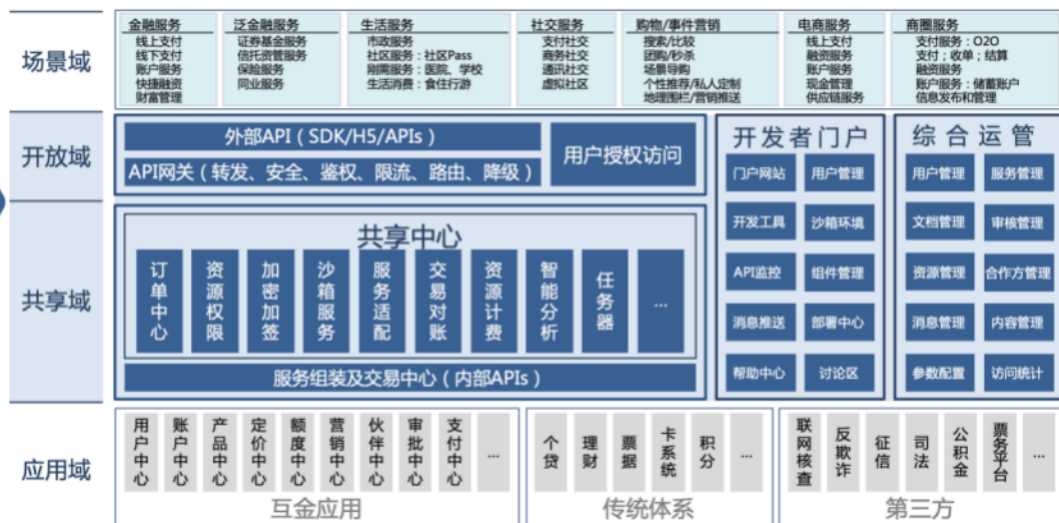 场景域
金融服务
线上支付
线下支付
账户服务
快捷融资
财富管理
泛金融服务
证券基金服务
信托资管服务
保险服务
同业服务
生活服务
市政服务
社区服务：社区Pass
刚需服务：医院、学校
生活消费：食住行游
社交服务
支付社交
商务社交
通讯社交
虚拟社区
购物/事件营销
搜索/比较
团购/秒杀
场景导购
个性推荐/私人定制
地理围栏/营销推送
电商服务
线上支付
融资服务
账户服务
现金管理
供应链服务
商圈服务
支付服务：O2O
支付；收单；结算
融资服务
账户服务：储蓄账户
信息发布和管理
开放域
外部API（SDK/H5/APIs）
API网关（转发、安全、鉴权、限流、路由、降级）
用户授权访问
共享域
共享中心
订单中心
资源权限
加密加签
沙箱服务
服务适配
交易对账
资源计费
智能分析
任务器
...
服务组装及交易中心（内部APIs）
开发者门户
门户网站
用户管理
开发工具
沙箱环境
API监控
组件管理
消息推送
部署中心
帮助中心
讨论区
综合运管
用户管理
服务管理
文档管理
审核管理
资源管理
合作方管理
消息管理
内容管理
参数配置
访问统计
应用域
用户中心
账户中心
产品中心
定价中心
额度中心
营销中心
伙伴中心
审批中心
支付中心
...
互金应用
个贷
理财
票据
卡系统
积分
...
传统体系
联网核查
反欺诈
征信
司法
公积金
票务平台
...
第三方